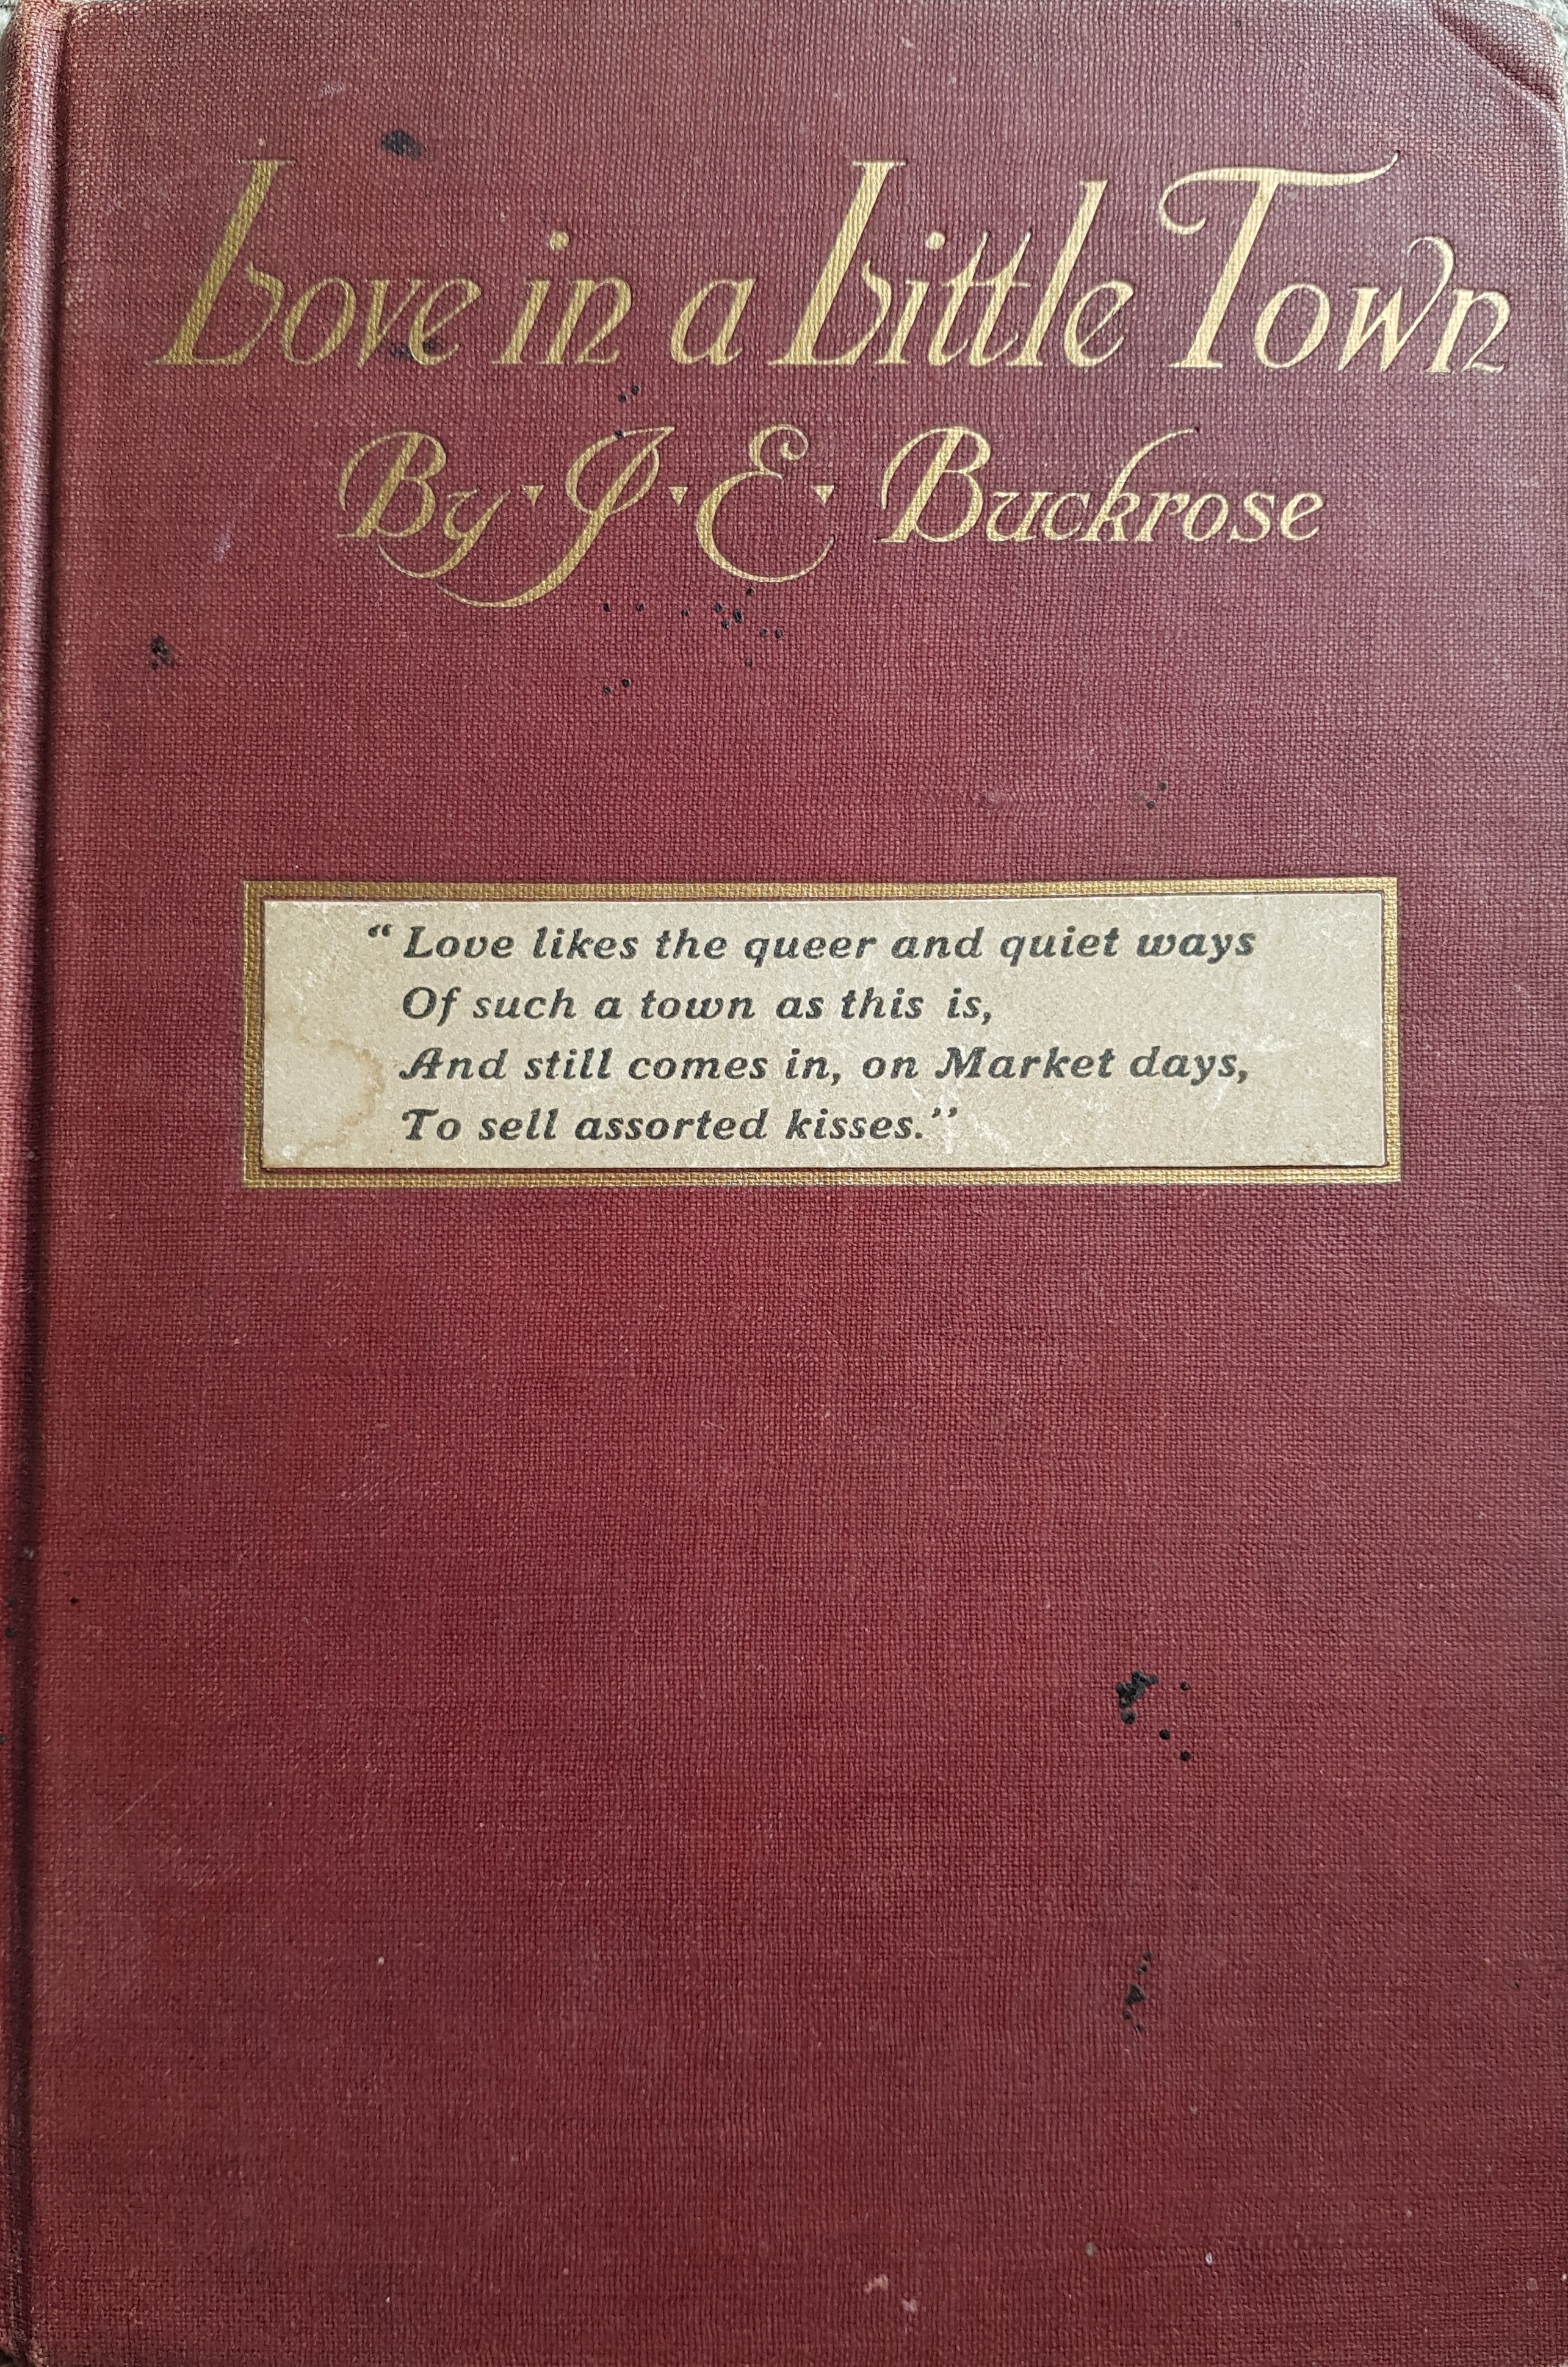 Love in a Little Town
By·J·E· Buckrose
“Love likes the queer and quiet ways
Of such a town as this is,
And still comes in, on Market days,
To sell assorted kisses.”